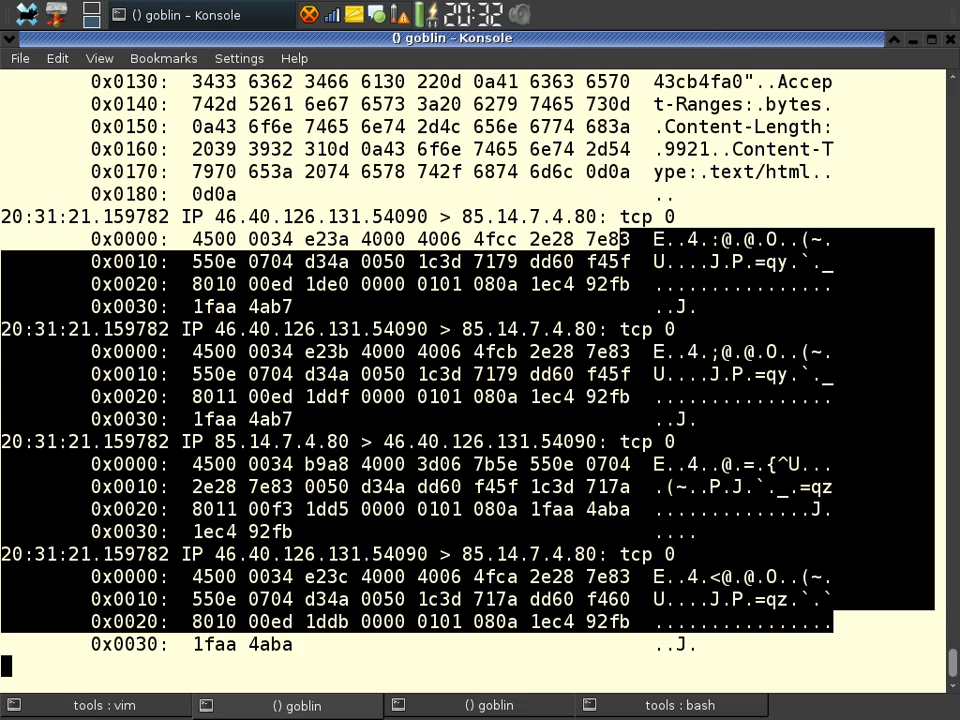 () goblin – Konsole
20:32
() goblin – Konsole
File Edit View Bookmarks Settings Help
0x0130: 3433 6362 3466 6130 220d 0a41 6363 6570 43cb4fa0"..Accep
0x0140: 742d 5261 6e67 6573 3a20 6279 7465 730d t-Ranges:.bytes.
0x0150: 0a43 6f6e 7465 6e74 2d4c 656e 6774 683a .Content-Length:
0x0160: 2039 3932 310d 0a43 6f6e 7465 6e74 2d54 .9921..Content-T
0x0170: 7970 653a 2074 6578 742f 6874 6d6c 0d0a ype:.text/html..
0x0180: 0d0a ..
20:31:21.159782 IP 46.40.126.131.54090 > 85.14.7.4.80: tcp 0
0x0000: 4500 0034 e23a 4000 4006 4fcc 2e28 7e83 E..4.:@.@.O..(~.
0x0010: 550e 0704 d34a 0050 1c3d 7179 dd60 f45f U....J.P.=qy.`._
0x0020: 8010 00ed 1de0 0000 0101 080a 1ec4 92fb ................
0x0030: 1faa 4ab7 ..J.
20:31:21.159782 IP 46.40.126.131.54090 > 85.14.7.4.80: tcp 0
0x0000: 4500 0034 e23b 4000 4006 4fcb 2e28 7e83 E..4.;@.@.O..(~.
0x0010: 550e 0704 d34a 0050 1c3d 7179 dd60 f45f U....J.P.=qy.`._
0x0020: 8011 00ed 1ddf 0000 0101 080a 1ec4 92fb ................
0x0030: 1faa 4ab7 ..J.
20:31:21.159782 IP 85.14.7.4.80 > 46.40.126.131.54090: tcp 0
0x0000: 4500 0034 b9a8 4000 3d06 7b5e 550e 0704 E..4..@.=.{^U...
0x0010: 2e28 7e83 0050 d34a dd60 f45f 1c3d 717a .(~..P.J.`._.=qz
0x0020: 8011 00f3 1dd5 0000 0101 080a 1faa 4aba ..............J.
0x0030: 1ec4 92fb ....
20:31:21.159782 IP 46.40.126.131.54090 > 85.14.7.4.80: tcp 0
0x0000: 4500 0034 e23c 4000 4006 4fca 2e28 7e83 E..4.<@.@.O..(~.
0x0010: 550e 0704 d34a 0050 1c3d 717a dd60 f460 U....J.P.=qz.`.`
0x0020: 8010 00ed 1ddb 0000 0101 080a 1ec4 92fb ................
0x0030: 1faa 4aba ..J.
tools : vim
() goblin
() goblin
tools : bash